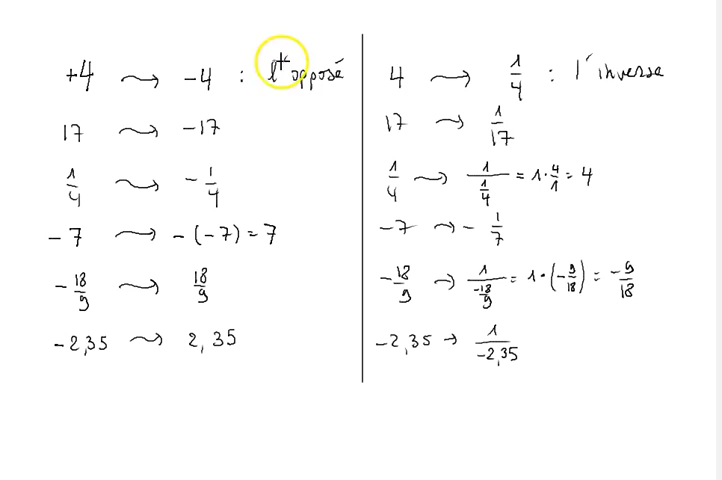 +4 ⤳ -4 : l'opposé
17 ⤳ -17
1/4 ⤳ - 1/4
-7 ⤳ -(-7) = 7
- 18/9 ⤳ 18/9
-2,35 ⤳ 2,35
4 ⤳ 1/4 : l'inverse
17 ⤳ 1/17
1/4 ⤳ 1/(1/4) = 1·4/1 = 4
-7 ⤳ - 1/7
- 18/9 ⤳ 1/(-18/9) = 1·(-9/18) = -9/18
-2,35 → 1/-2,35